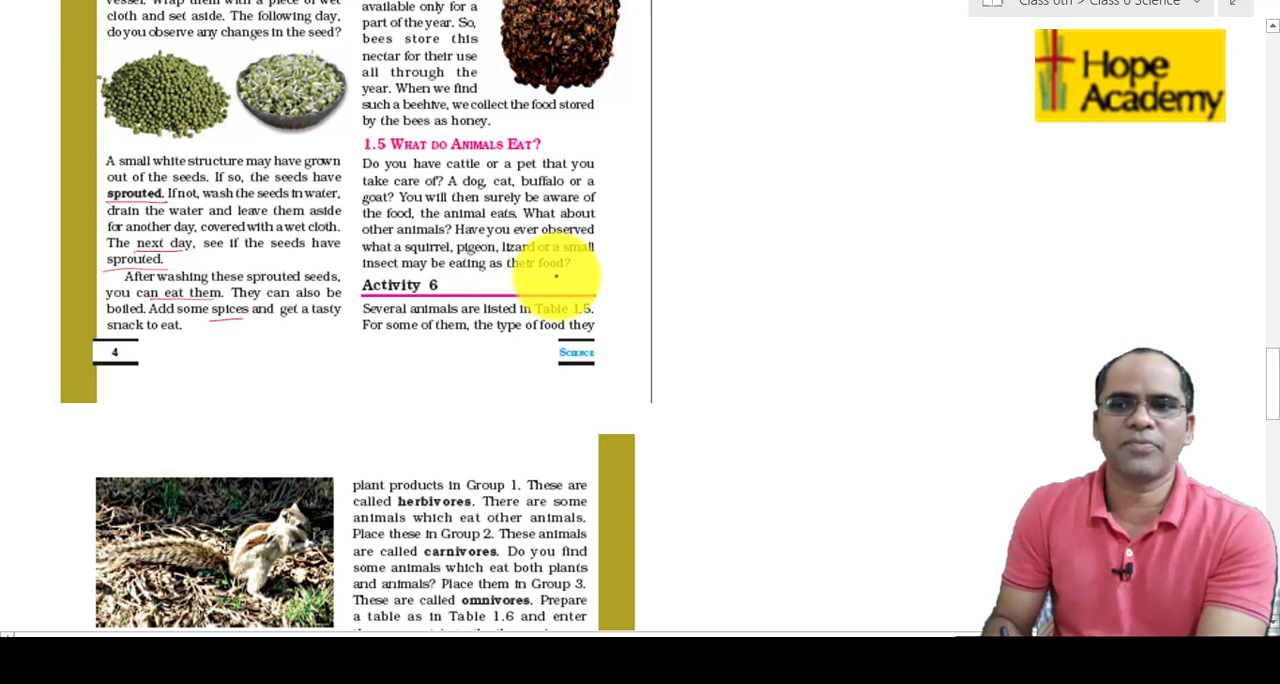 Class 6th > Class 6 Science
Hope
Academy
vessel. Wrap them with a piece of wet
cloth and set aside. The following day,
do you observe any changes in the seed?
A small white structure may have grown
out of the seeds. If so, the seeds have
sprouted. If not, wash the seeds in water,
drain the water and leave them aside
for another day, covered with a wet cloth.
The next day, see if the seeds have
sprouted.
After washing these sprouted seeds,
you can eat them. They can also be
boiled. Add some spices and get a tasty
snack to eat.
4
available only for a
part of the year. So,
bees store this
nectar for their use
all through the
year. When we find
such a beehive, we collect the food stored
by the bees as honey.
1.5 WHAT DO ANIMALS EAT?
Do you have cattle or a pet that you
take care of? A dog, cat, buffalo or a
goat? You will then surely be aware of
the food, the animal eats. What about
other animals? Have you ever observed
what a squirrel, pigeon, lizard or a small
insect may be eating as their food?
Activity 6
Several animals are listed in Table 1.5.
For some of them, the type of food they
SCIENCE
plant products in Group 1. These are
called herbivores. There are some
animals which eat other animals.
Place these in Group 2. These animals
are called carnivores. Do you find
some animals which eat both plants
and animals? Place them in Group 3.
These are called omnivores. Prepare
a table as in Table 1.6 and enter